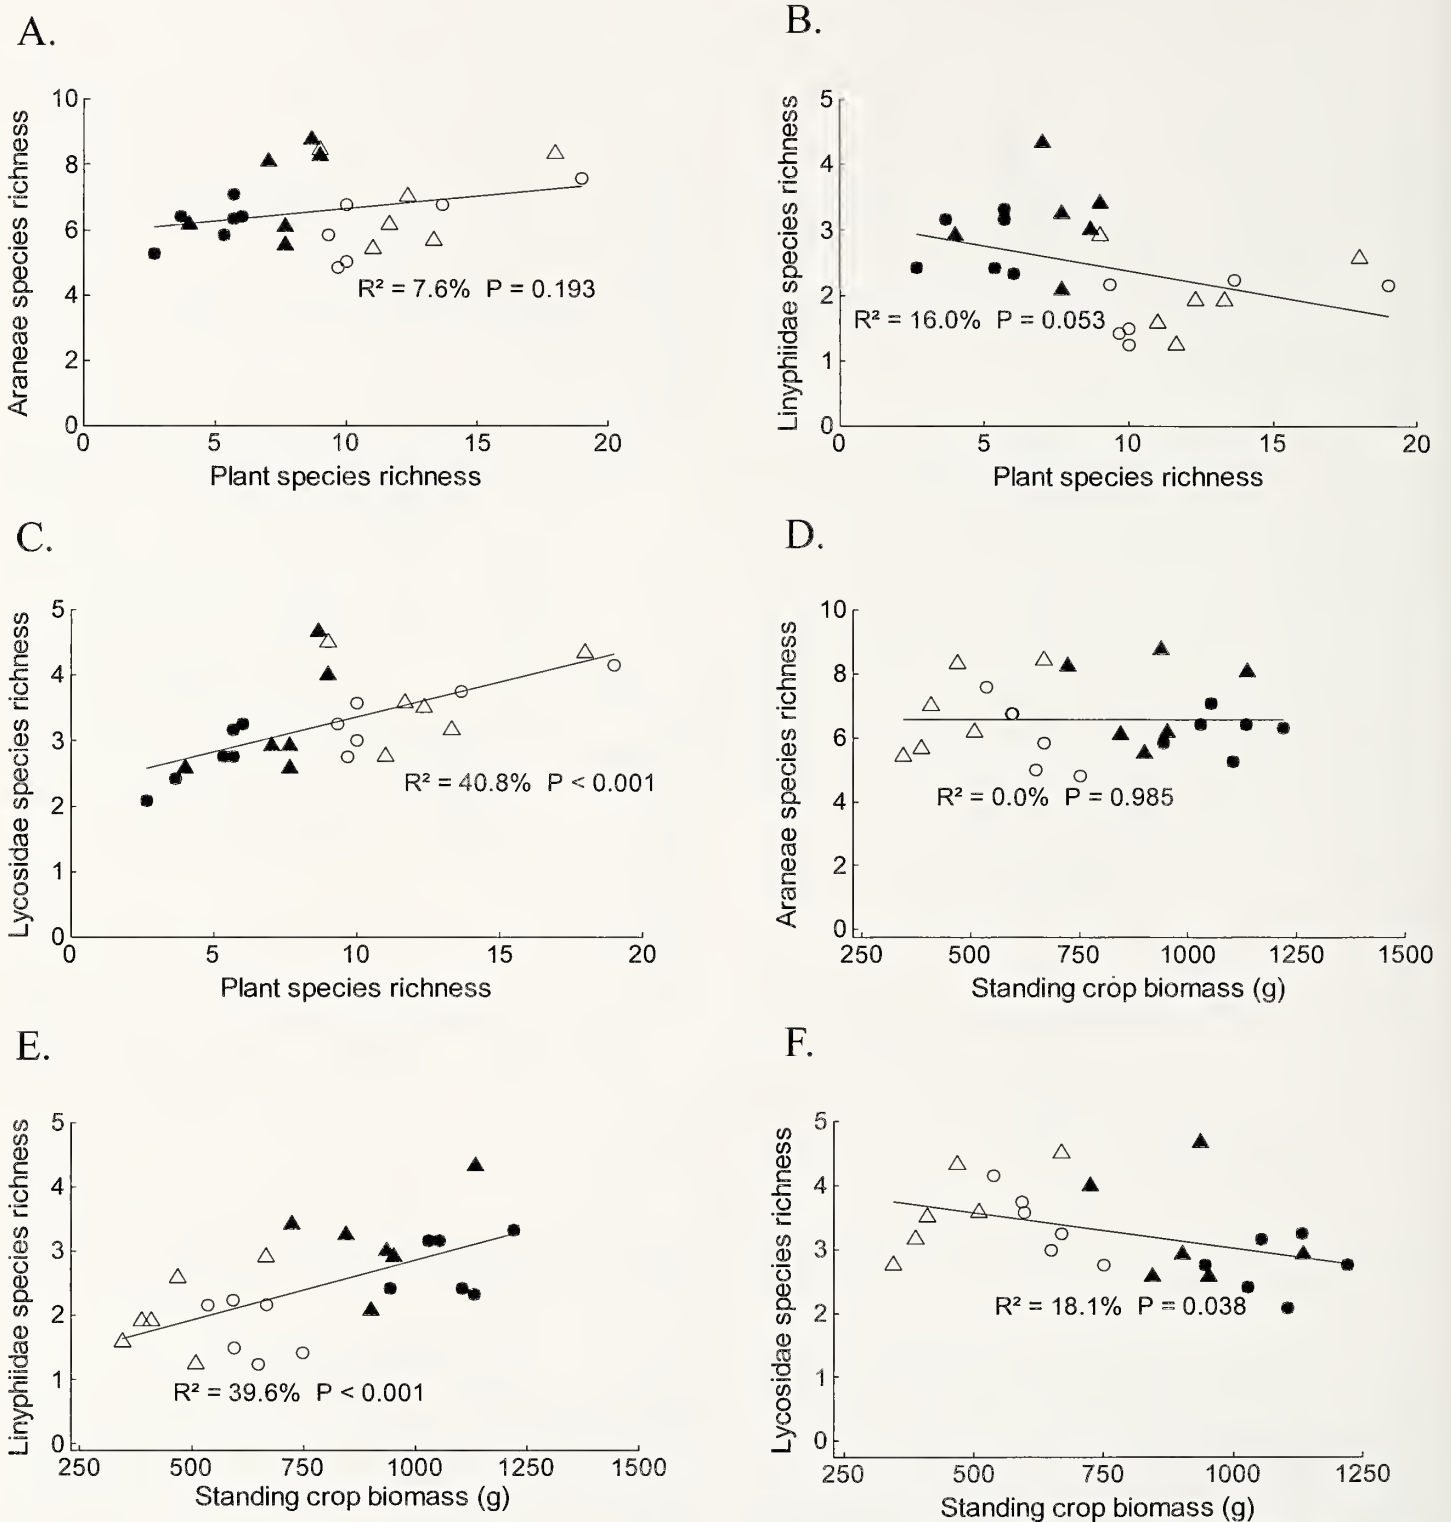 A.
Araneae species richness
10
8
6
4
2
0
R² = 7.6% P = 0.193
0 5 10 15 20
Plant species richness
B.
Linyphiidae species richness
5
4
3
2
1
0
R² = 16.0% P = 0.053
0 5 10 15 20
Plant species richness
C.
Lycosidae species richness
5
4
3
2
1
0
R² = 40.8% P < 0.001
0 5 10 15 20
Plant species richness
D.
Araneae species richness
10
8
6
4
2
0
R² = 0.0% P = 0.985
250 500 750 1000 1250 1500
Standing crop biomass (g)
E.
Linyphiidae species richness
5
4
3
2
1
0
R² = 39.6% P < 0.001
250 500 750 1000 1250 1500
Standing crop biomass (g)
F.
Lycosidae species richness
5
4
3
2
1
0
R² = 18.1% P = 0.038
250 500 750 1000 1250
Standing crop biomass (g)